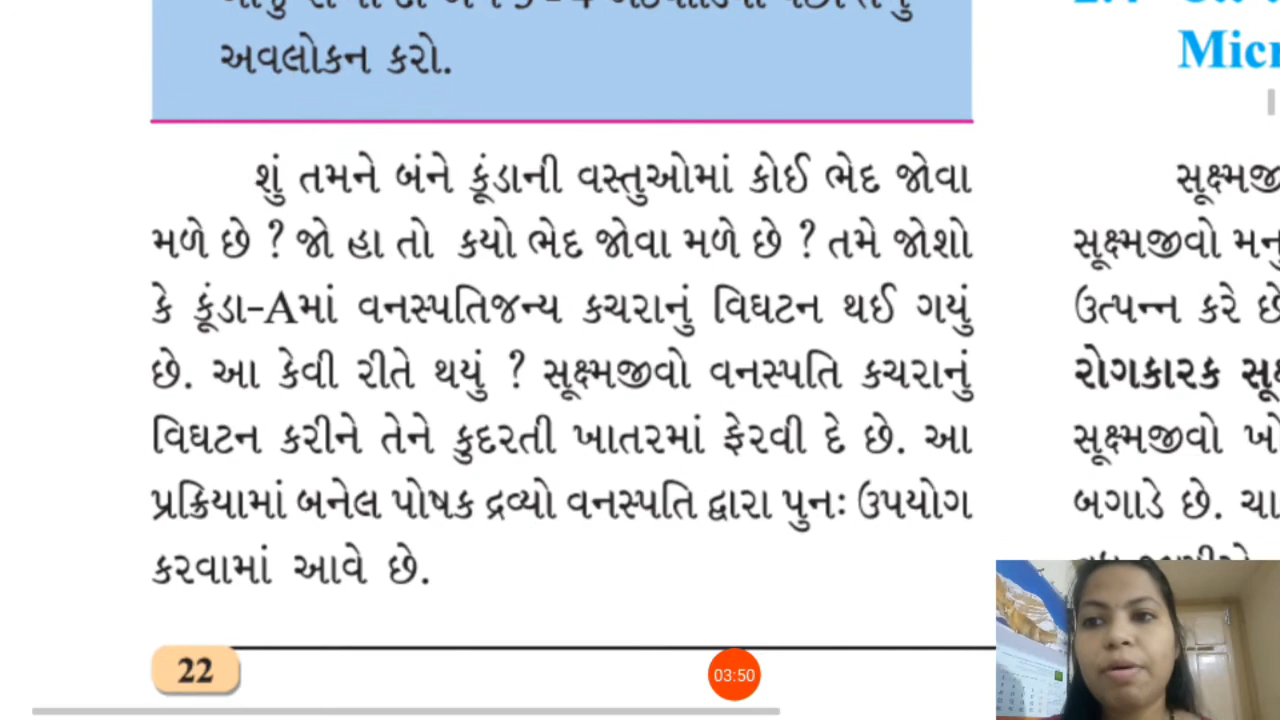 અવલોકન કરો.
શું તમને બંને કૂંડાની વસ્તુઓમાં કોઈ ભેદ જોવા
મળે છે ? જો હા તો કયો ભેદ જોવા મળે છે ? તમે જોશો
કે કૂંડા-Aમાં વનસ્પતિજન્ય કચરાનું વિઘટન થઈ ગયું
છે. આ કેવી રીતે થયું ? સૂક્ષ્મજીવો વનસ્પતિ કચરાનું
વિઘટન કરીને તેને કુદરતી ખાતરમાં ફેરવી દે છે. આ
પ્રક્રિયામાં બનેલ પોષક દ્રવ્યો વનસ્પતિ દ્વારા પુનઃ ઉપયોગ
કરવામાં આવે છે.
22
03:50
Micr
સૂક્ષ્મજી
સૂક્ષ્મજીવો મનુ
ઉત્પન્ન કરે છે
રોગકારક સૂક્ષ્
સૂક્ષ્મજીવો ખો
બગાડે છે. ચા